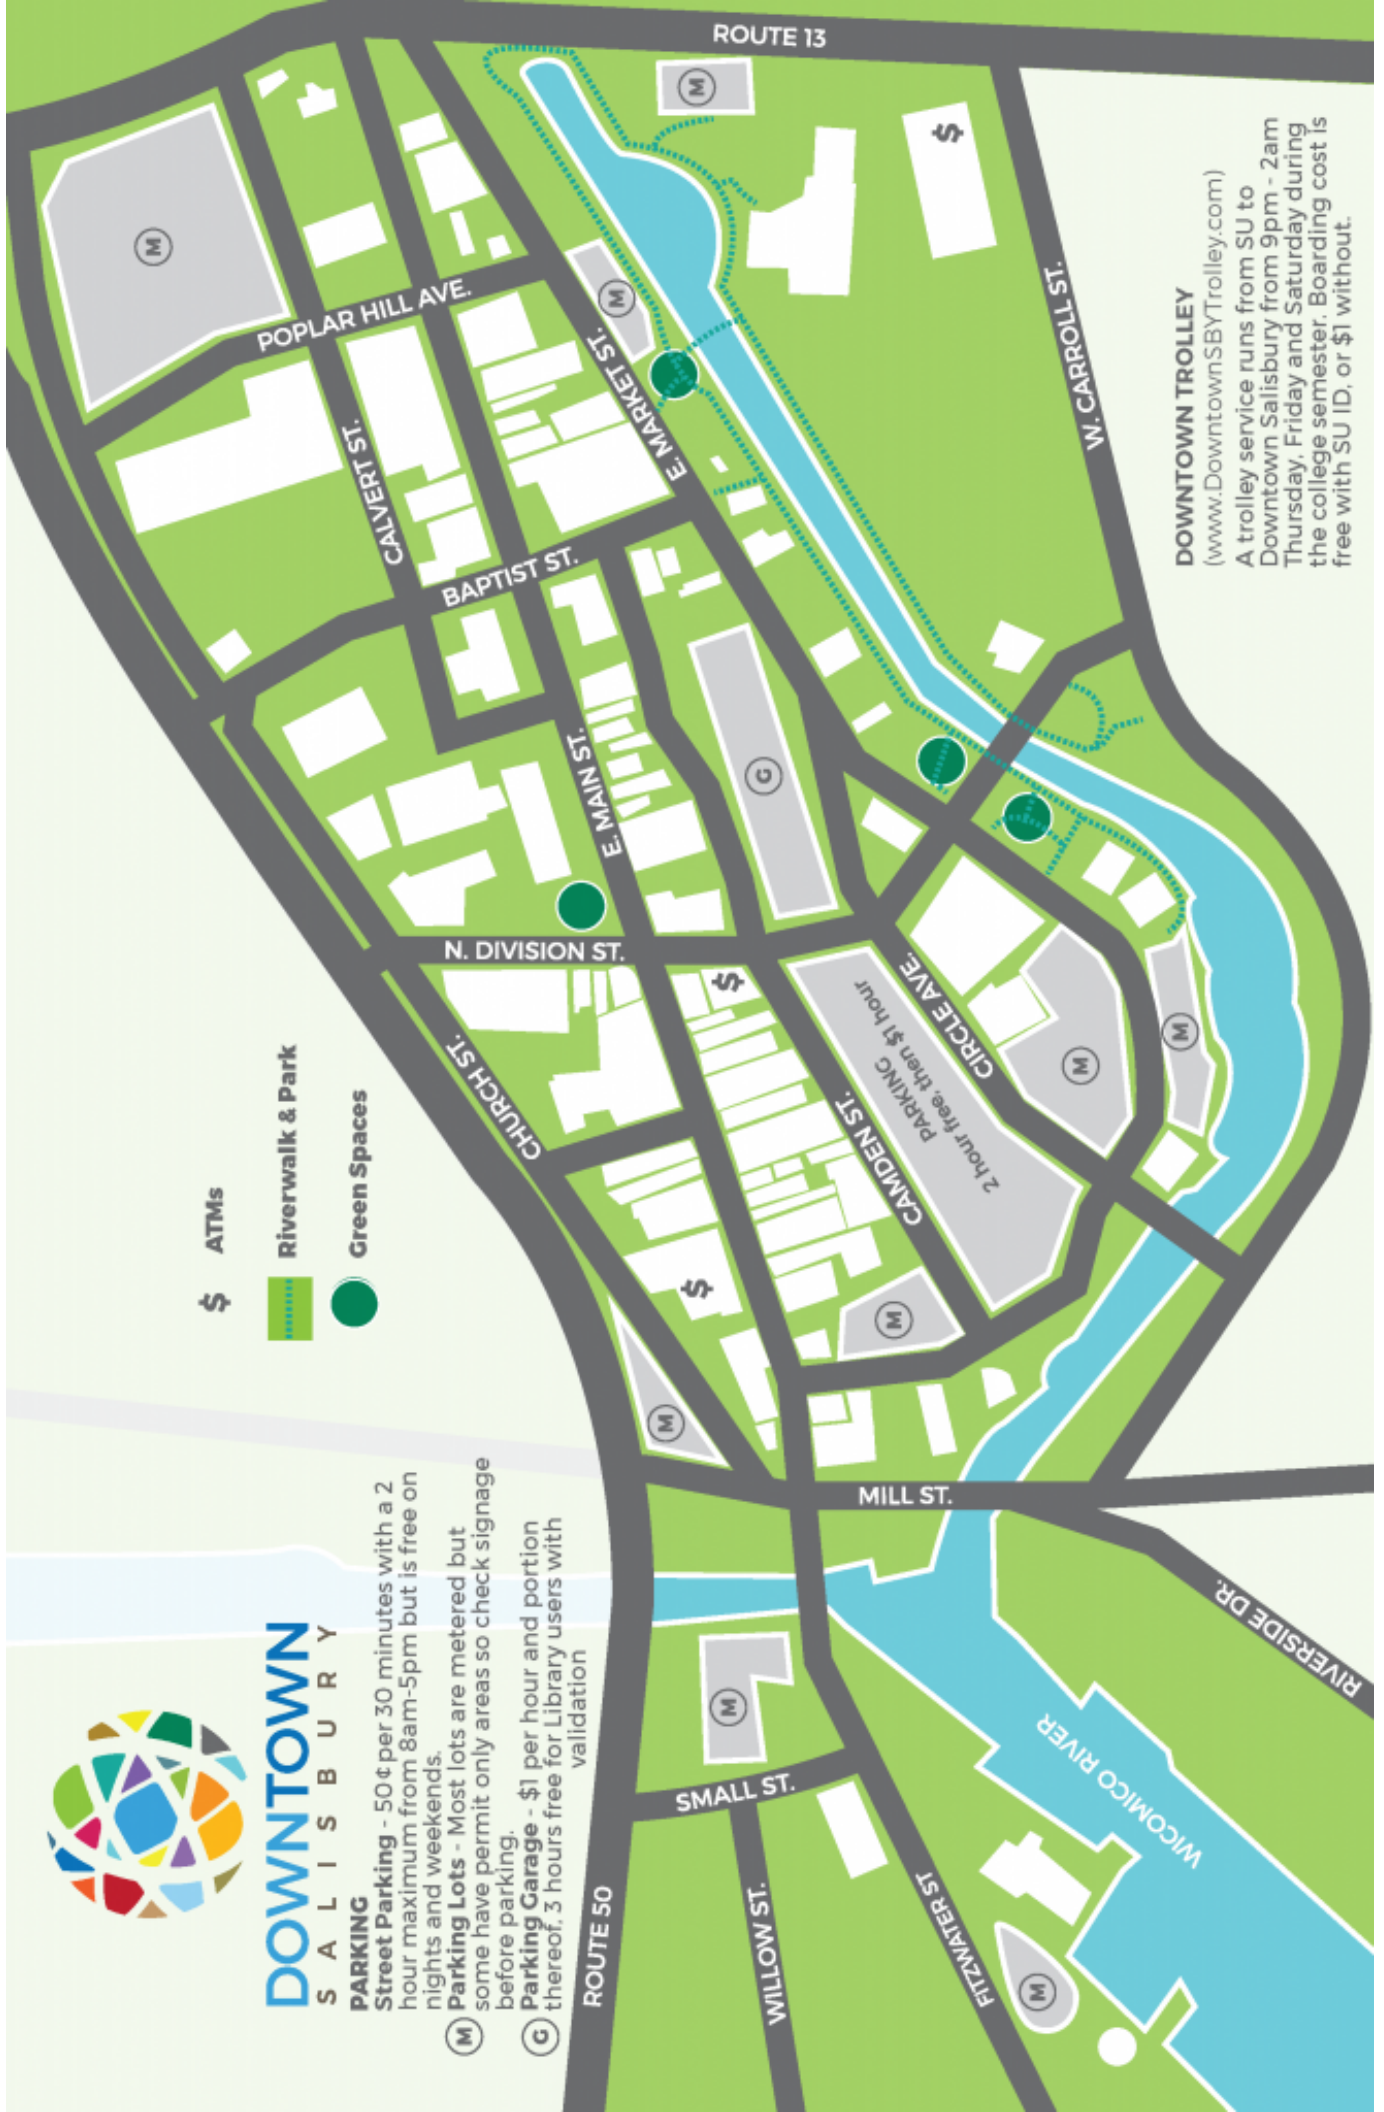 DOWNTOWN
SALISBURY
PARKING
Street Parking - 50¢ per 30 minutes with a 2
hour maximum from 8am-5pm but is free on
nights and weekends.
M Parking Lots - Most lots are metered but
some have permit only areas so check signage
before parking.
G Parking Garage - $1 per hour and portion
thereof, 3 hours free for Library users with
validation
$ ATMs
Riverwalk & Park
Green Spaces
ROUTE 50
SMALL ST.
WILLOW ST.
FITZWATER ST
M
M
WICOMICO RIVER
RIVERSIDE DR.
MILL ST.
M
M
$
CHURCH ST.
CAMDEN ST.
PARKING
2 hour free, then $1 hour
CIRCLE AVE.
M
M
$
N. DIVISION ST.
E. MAIN ST.
G
BAPTIST ST.
CALVERT ST.
E. MARKET ST.
POPLAR HILL AVE.
M
M
M
$
W. CARROLL ST.
ROUTE 13
DOWNTOWN TROLLEY
(www.DowntownSBYTrolley.com)
A trolley service runs from SU to
Downtown Salisbury from 9pm - 2am
Thursday, Friday and Saturday during
the college semester. Boarding cost is
free with SU ID, or $1 without.